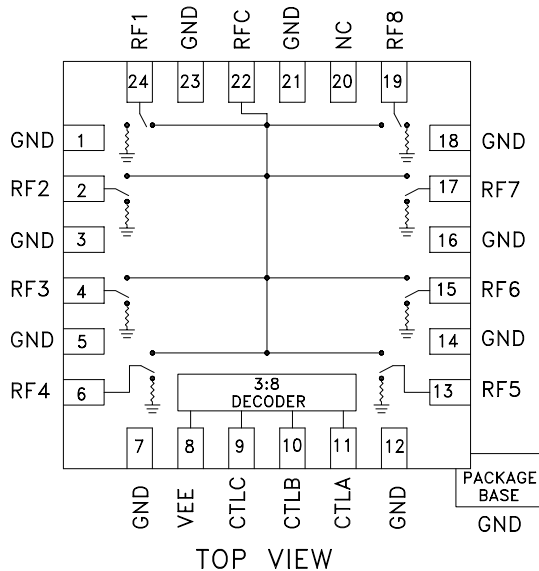 RF1 GND RFC GND NC RF8
24 23 22 21 20 19
GND 1 18 GND
RF2 2 17 RF7
GND 3 16 GND
RF3 4 15 RF6
GND 5 14 GND
RF4 6 13 RF5
3:8
DECODER
7 8 9 10 11 12
GND VEE CTLC CTLB CTLA GND
PACKAGE
BASE
GND
TOP VIEW